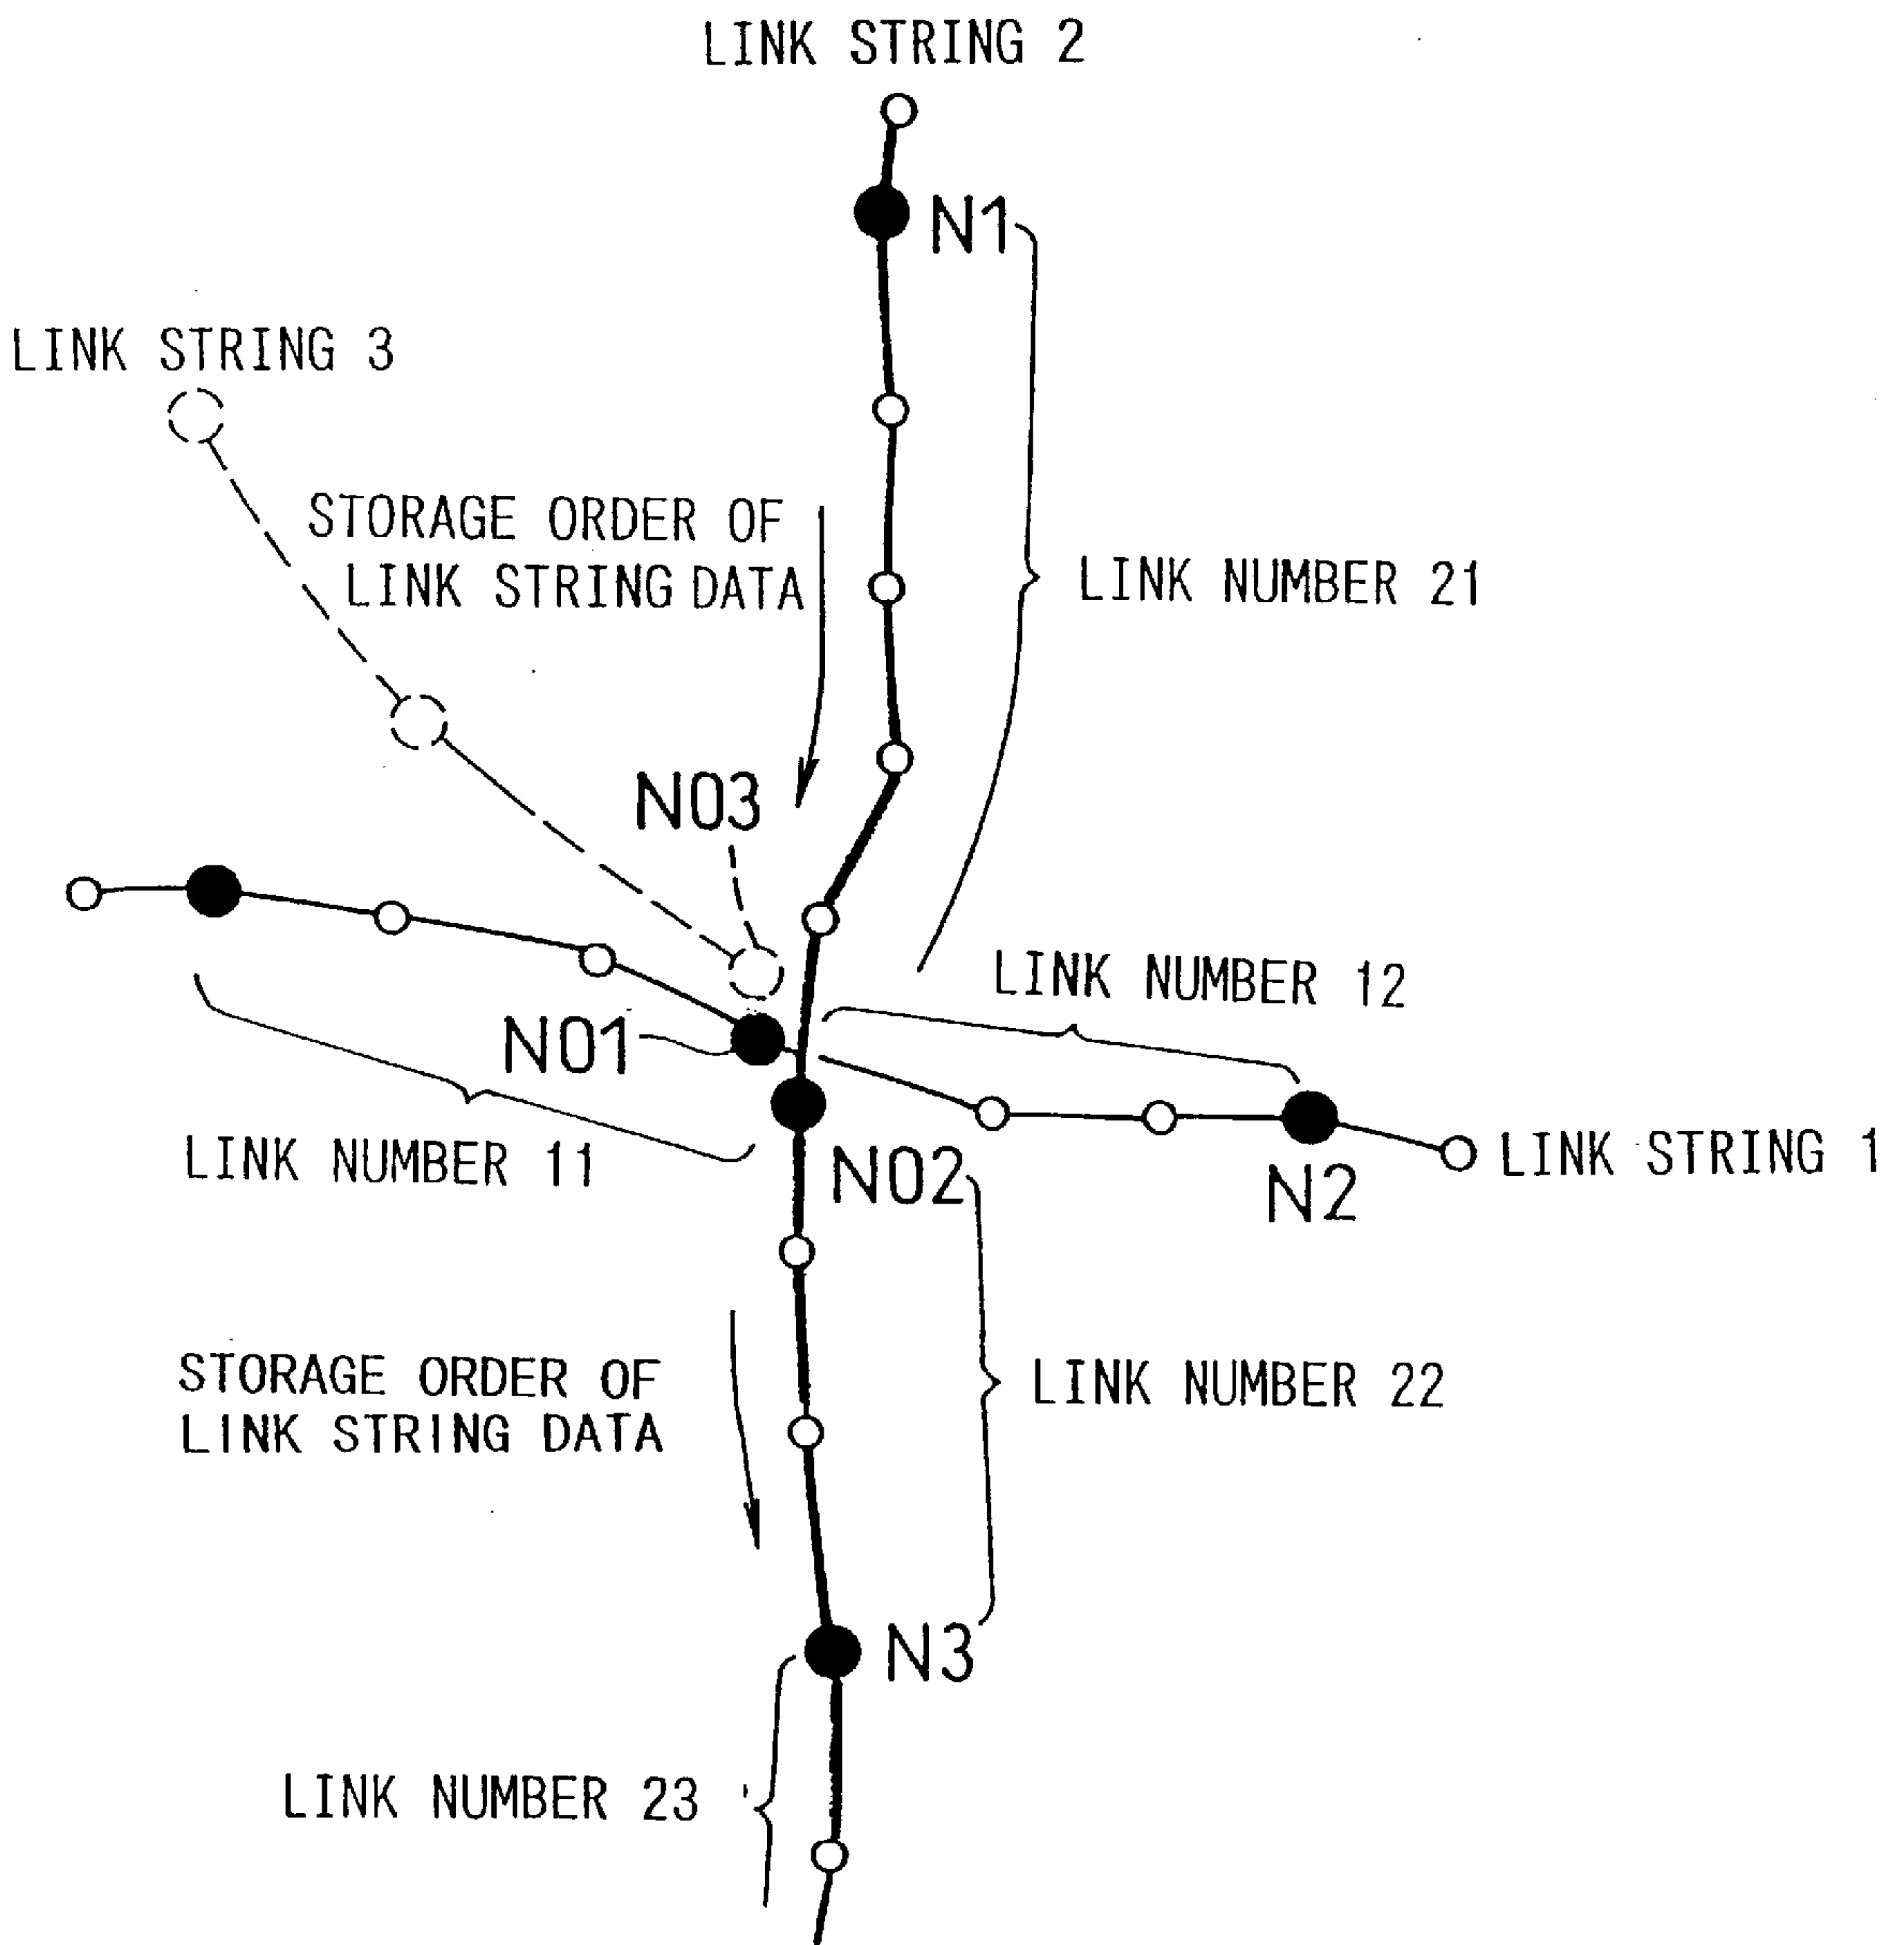 LINK STRING 2
N1
LINK STRING 3
STORAGE ORDER OF
LINK STRING DATA
LINK NUMBER 21
N03
LINK NUMBER 12
N01
LINK NUMBER 11
N02
N2
LINK STRING 1
STORAGE ORDER OF
LINK STRING DATA
LINK NUMBER 22
N3
LINK NUMBER 23